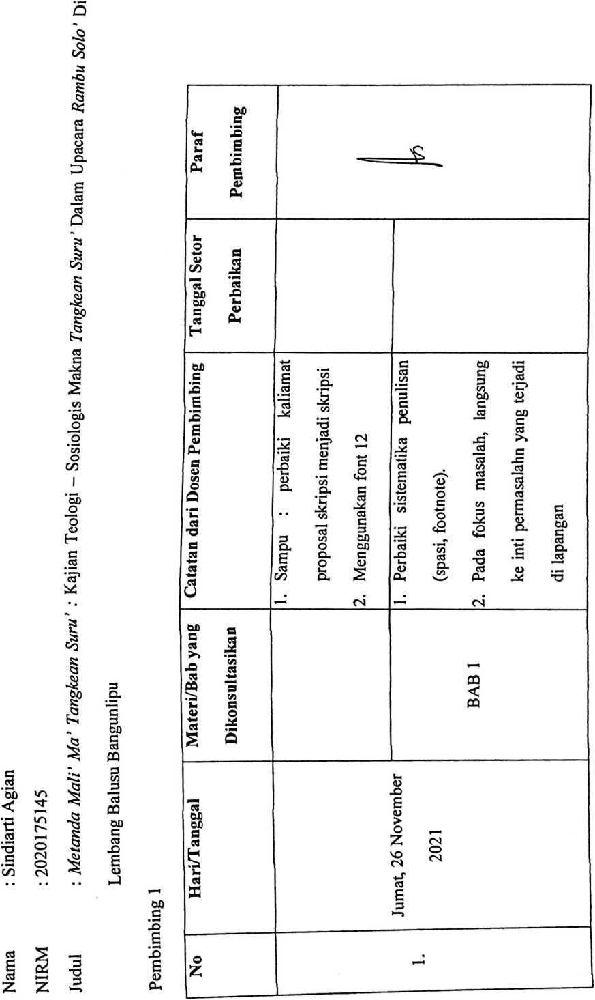 Nama : Sindiarti Agian
NIRM : 2020175145
Judul : Metanda Mali' Ma' Tangkean Suru' : Kajian Teologi – Sosiologis Makna Tangkean Suru' Dalam Upacara Rambu Solo' Di
Lembang Balusu Bangunlipu
Pembimbing 1
No
Hari/Tanggal
Materi/Bab yang
Dikonsultasikan
Catatan dari Dosen Pembimbing
Tanggal Setor
Perbaikan
Paraf
Pembimbing
1.
Jumat, 26 November
2021
1. Sampu : perbaiki kaliamat
proposal skripsi menjadi skripsi
2. Menggunakan font 12
BAB 1
1. Perbaiki sistematika penulisan
(spasi, footnote).
2. Pada fokus masalah, langsung
ke inti permasalahn yang terjadi
di lapangan